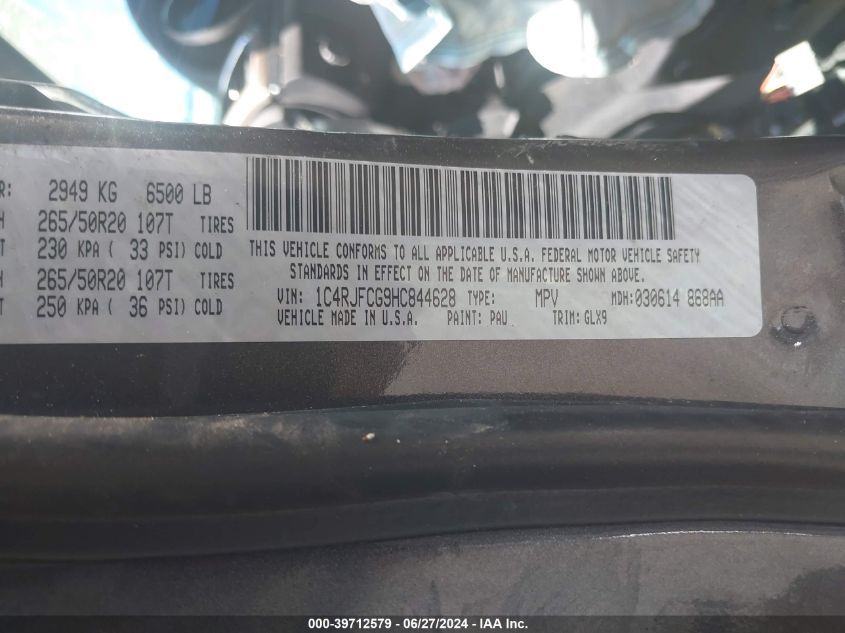 R: 2949 KG 6500 LB
H 265/50R20 107T TIRES
T 230 KPA ( 33 PSI) COLD
H 265/50R20 107T TIRES
T 250 KPA ( 36 PSI) COLD
THIS VEHICLE CONFORMS TO ALL APPLICABLE U.S.A. FEDERAL MOTOR VEHICLE SAFETY
STANDARDS IN EFFECT ON THE DATE OF MANUFACTURE SHOWN ABOVE.
VIN: 1C4RJFCG9HC844628 TYPE: MPV MDH:030614 868AA
VEHICLE MADE IN U.S.A. PAINT: PAU TRIM: GLX9
000-39712579 - 06/27/2024 - IAA Inc.